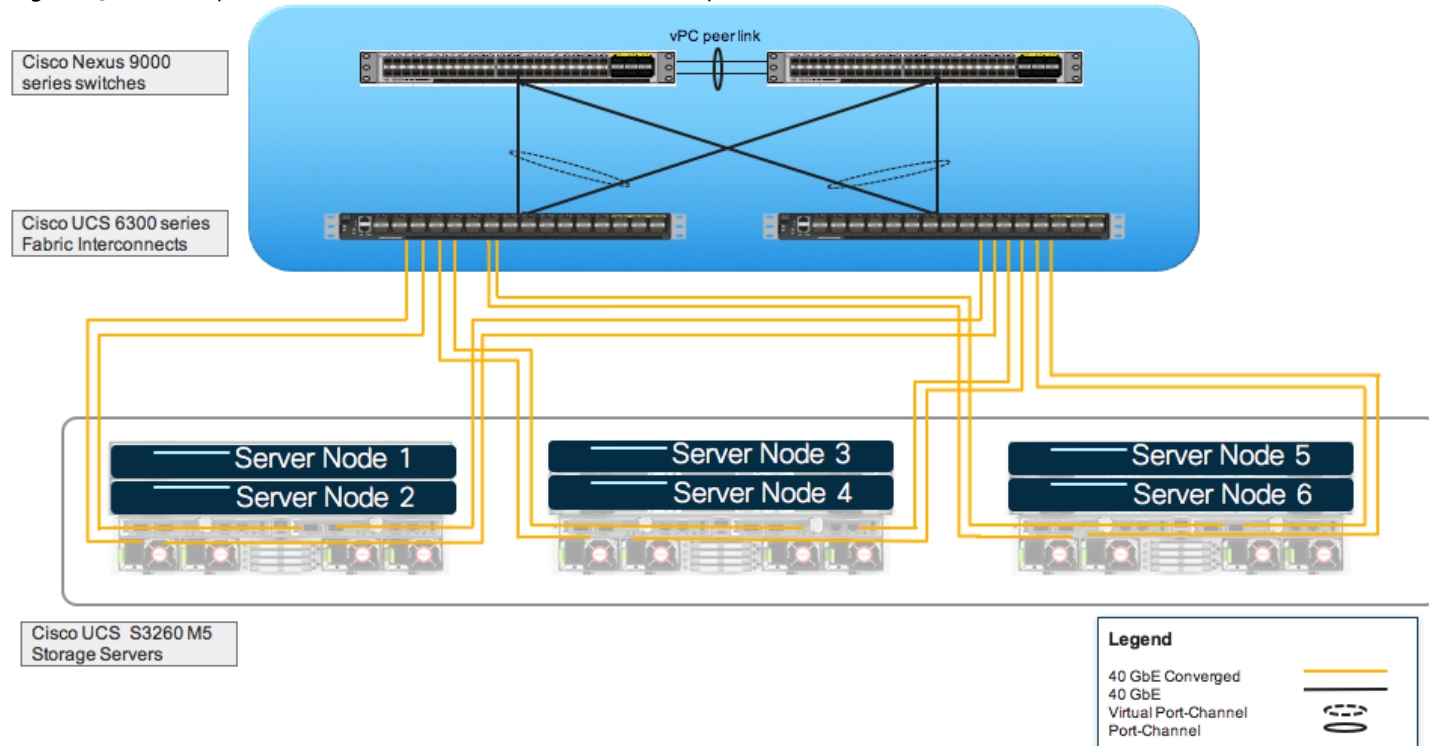 vPC peer link
Cisco Nexus 9000
series switches
Cisco UCS 6300 series
Fabric Interconnects
Server Node 1
Server Node 2
Server Node 3
Server Node 4
Server Node 5
Server Node 6
Cisco UCS S3260 M5
Storage Servers
Legend
40 GbE Converged
40 GbE
Virtual Port-Channel
Port-Channel